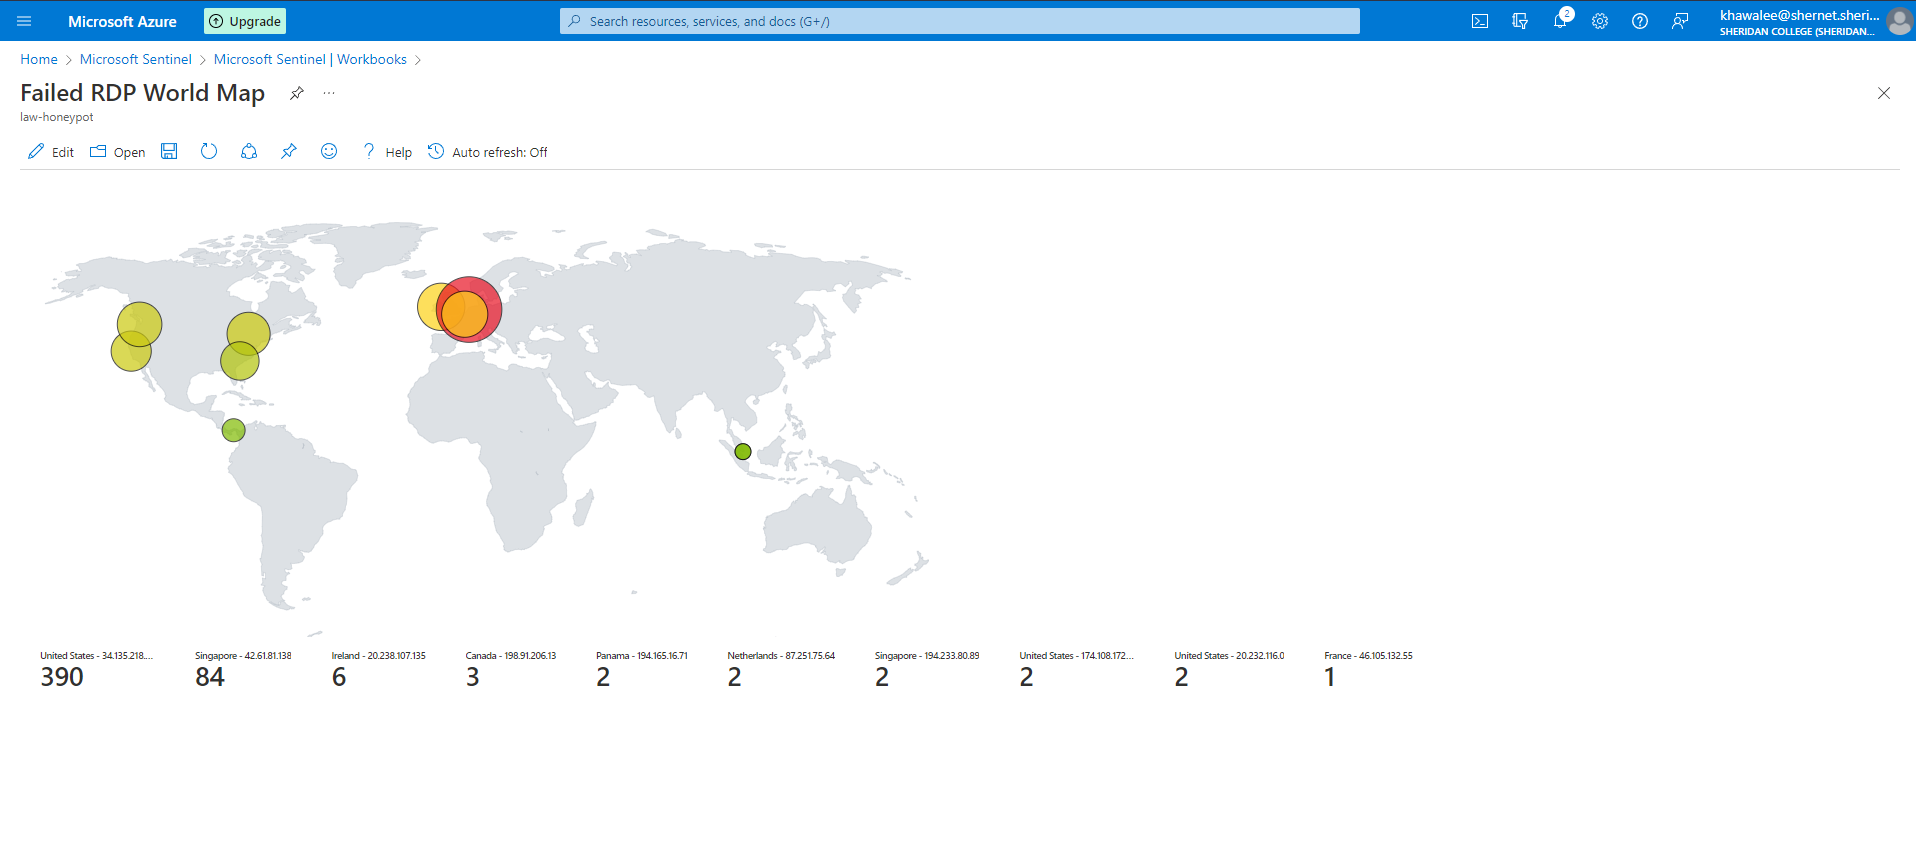 Microsoft Azure
Upgrade
Search resources, services, and docs (G+/)
2
khawalee@shernet.sheri...
SHERIDAN COLLEGE (SHERIDAN...
Home > Microsoft Sentinel > Microsoft Sentinel | Workbooks >
Failed RDP World Map
law-honeypot
Edit
Open
Help
Auto refresh: Off
United States - 34.135.218....
390
Singapore - 42.61.81.138
84
Ireland - 20.238.107.135
6
Canada - 198.91.206.13
3
Panama - 194.165.16.71
2
Netherlands - 87.251.75.64
2
Singapore - 194.233.80.89
2
United States - 174.108.172...
2
United States - 20.232.116.0
2
France - 46.105.132.55
1